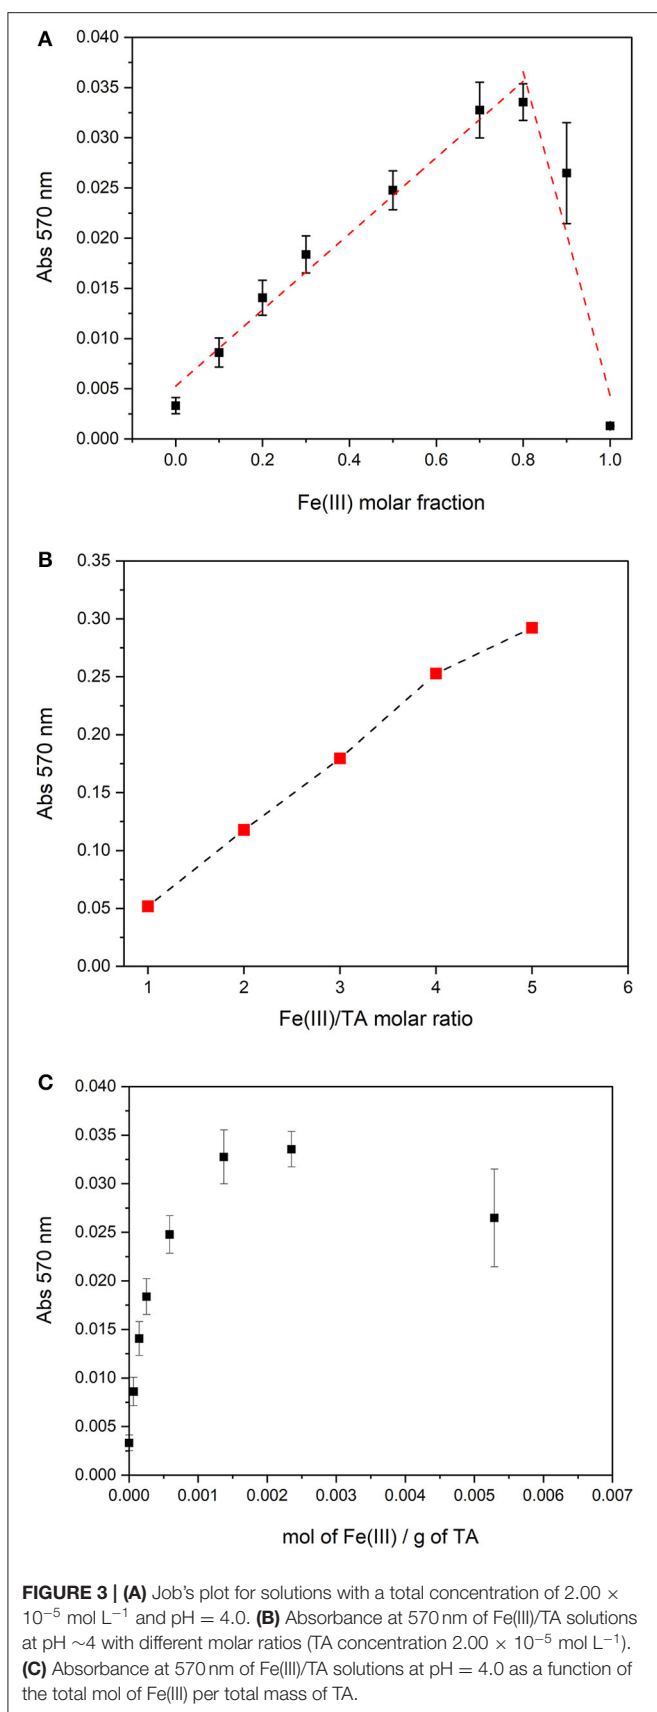 A
0.040
0.035
0.030
0.025
0.020
0.015
0.010
0.005
0.000
Abs 570 nm
0.0 0.2 0.4 0.6 0.8 1.0
Fe(III) molar fraction
B
0.35
0.30
0.25
0.20
0.15
0.10
0.05
0.00
Abs 570 nm
1 2 3 4 5 6
Fe(III)/TA molar ratio
C
0.040
0.035
0.030
0.025
0.020
0.015
0.010
0.005
0.000
Abs 570 nm
0.000 0.001 0.002 0.003 0.004 0.005 0.006 0.007
mol of Fe(III) / g of TA
FIGURE 3 | (A) Job's plot for solutions with a total concentration of 2.00 ×
10⁻⁵ mol L⁻¹ and pH = 4.0. (B) Absorbance at 570 nm of Fe(III)/TA solutions
at pH ∼4 with different molar ratios (TA concentration 2.00 × 10⁻⁵ mol L⁻¹).
(C) Absorbance at 570 nm of Fe(III)/TA solutions at pH = 4.0 as a function of
the total mol of Fe(III) per total mass of TA.